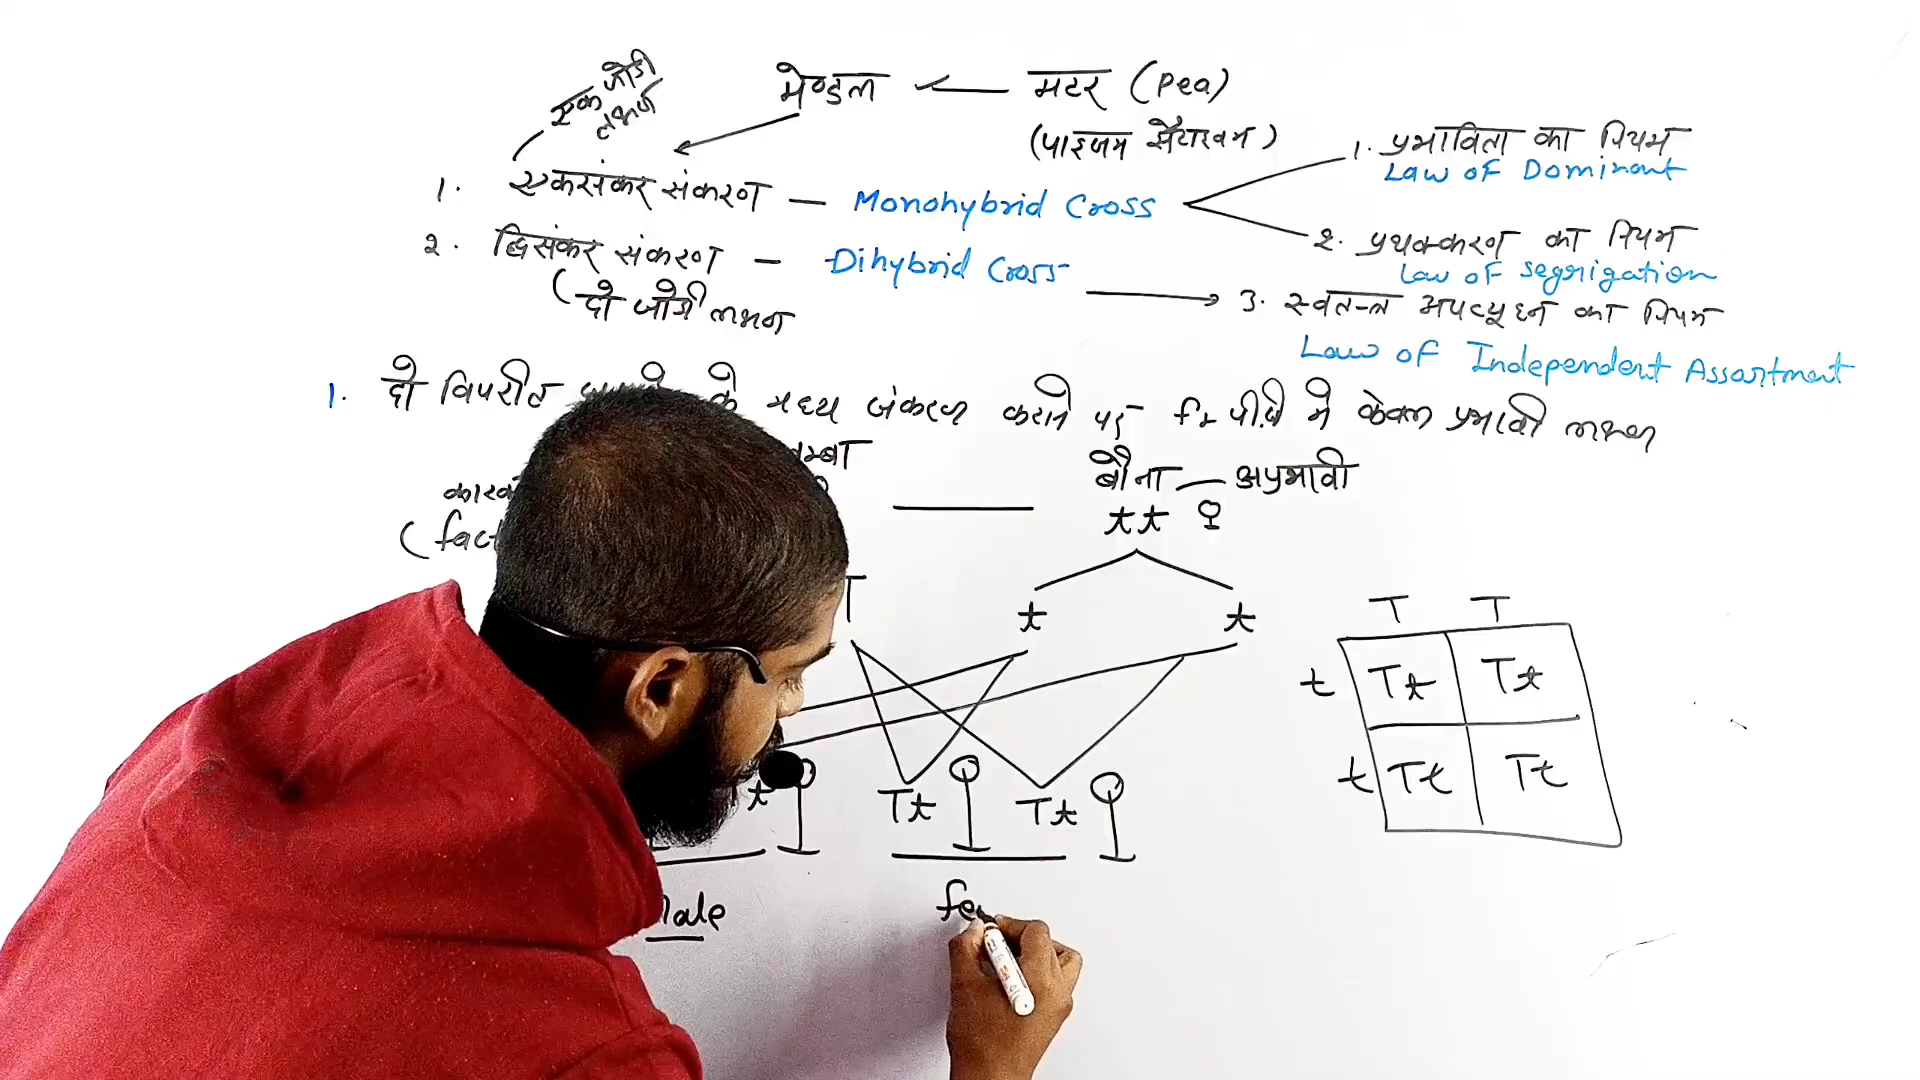 एक जोडी
लक्षण
मेण्डल
मटर (Pea)
(पाइजम सैटाइवम)
1. एकसंकर संकरण — Monohybrid Cross
1. प्रभाविता का नियम
Law of Dominant
2. प्रथक्करण का नियम
Law of Segrigation
2. द्विसंकर संकरण — Dihybrid Cross
(दो जोडी लक्षन
3. स्वतन्त्र अपव्यूहन का नियम
Law of Independent Assortment
1. दो विपरीत के मध्य संकरण कराने पर F1 पीढी मे केवल प्रभावी लक्षण
बौना — अप्रभावी
tt ♀
(fact
T t t
T T
t Tt Tt
t Tt Tt
t Tt Tt
Male fe